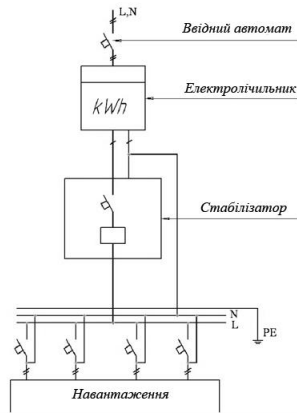 L,N
Ввідний автомат
Електролічильник
kWh
Стабілізатор
N
L
PE
Навантаження